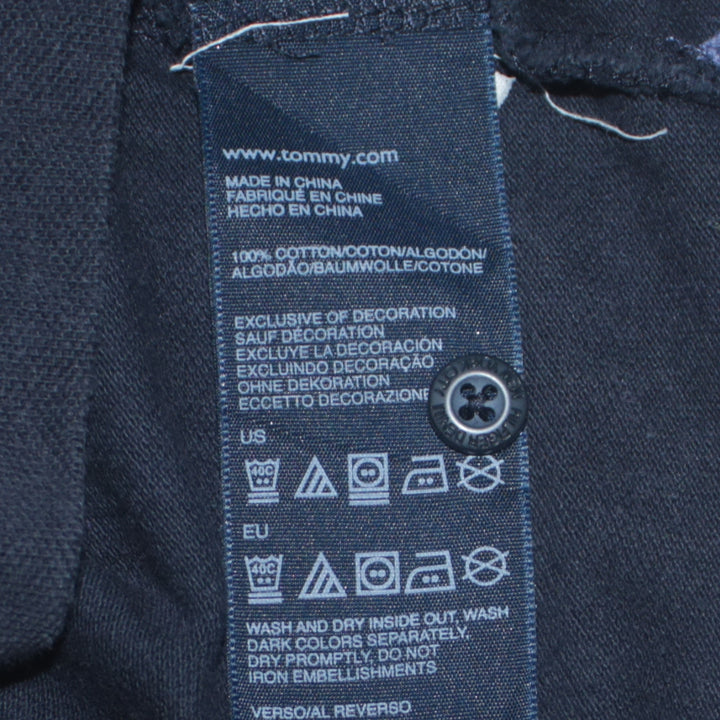 www.tommy.com
MADE IN CHINA
FABRIQUÉ EN CHINE
HECHO EN CHINA
100% COTTON/COTON/ALGODÓN/
ALGODÃO/BAUMWOLLE/COTONE
EXCLUSIVE OF DECORATION
SAUF DÉCORATION
EXCLUYE LA DECORACIÓN
EXCLUINDO DECORAÇÃO
OHNE DEKORATION
ECCETTO DECORAZIONE
US
40C
EU
40C
WASH AND DRY INSIDE OUT, WASH
DARK COLORS SEPARATELY,
DRY PROMPTLY, DO NOT
IRON EMBELLISHMENTS
VERSO/AL REVERSO